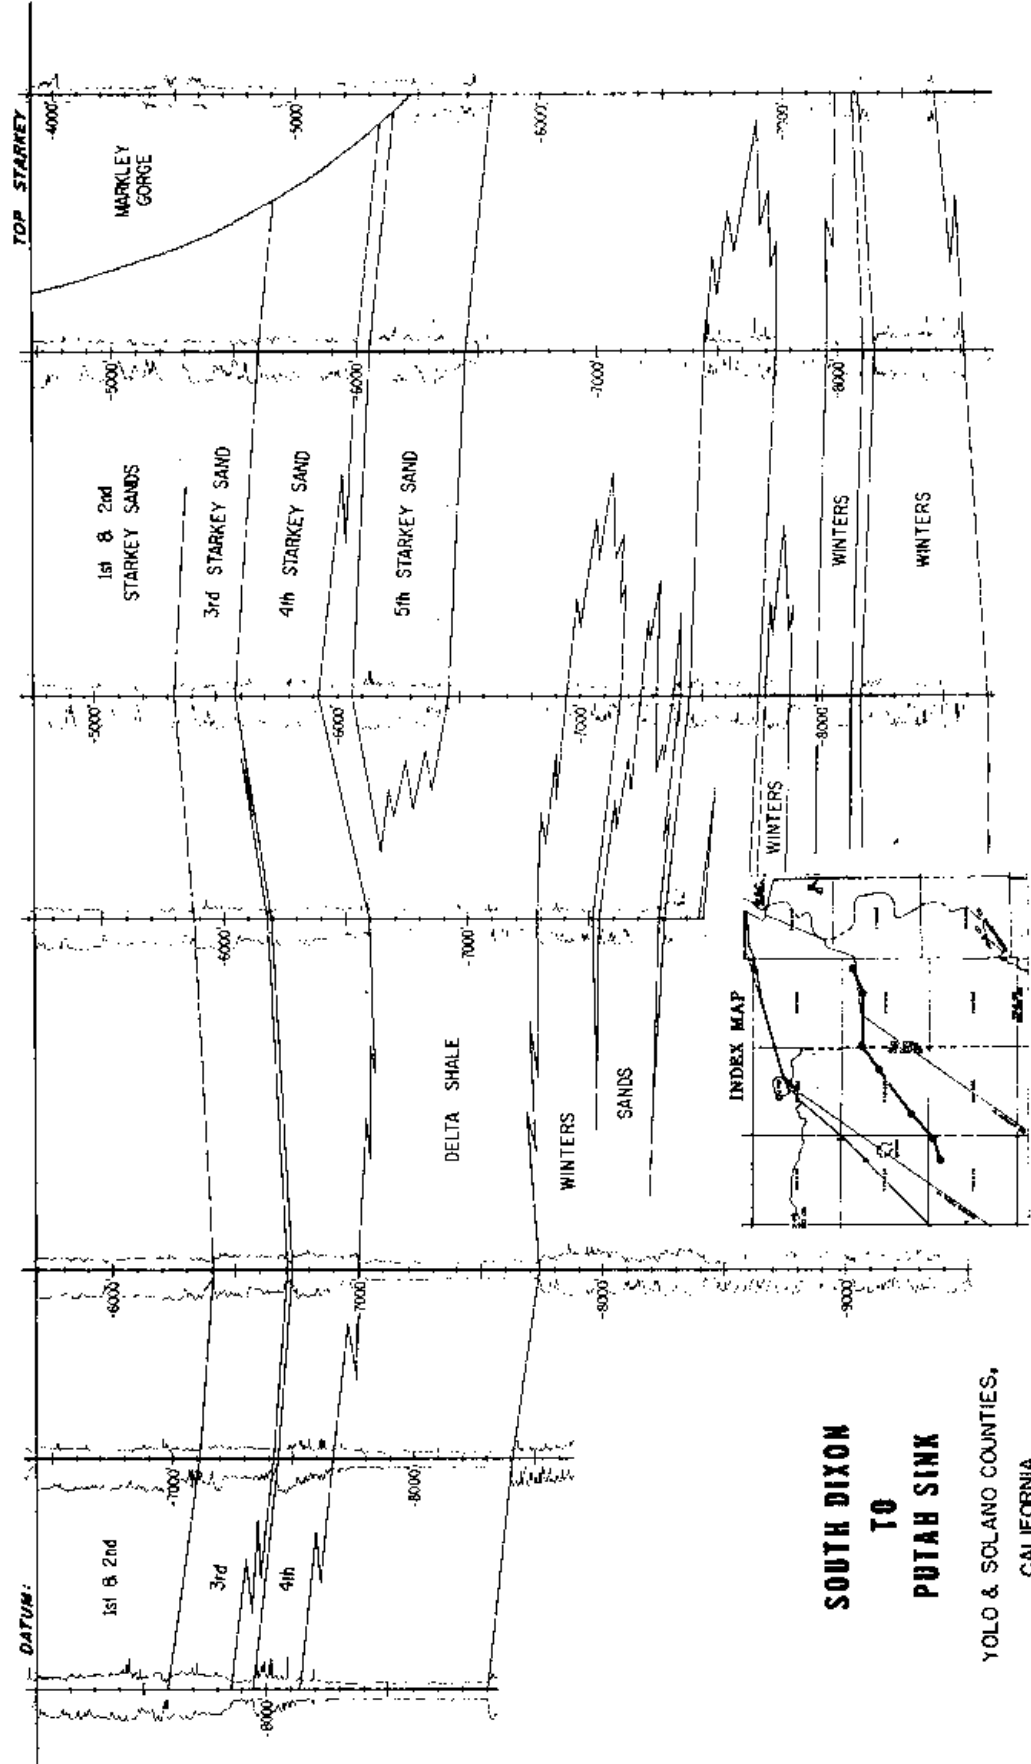 DATUM:
TOP STARKEY
MARKLEY
GORGE
1st & 2nd
STARKEY SANDS
3rd STARKEY SAND
4th STARKEY SAND
5th STARKEY SAND
1st & 2nd
3rd
4th
DELTA SHALE
WINTERS
SANDS
WINTERS
WINTERS
WINTERS
-8000'
-7000'
-8000'
-6000'
-7000'
-8000'
-9000'
-6000'
-7000'
-5000'
-6000'
-7000'
-8000'
-5000'
-6000'
-7000'
-8000'
-4000'
-5000'
-6000'
-7000'
INDEX MAP
SOUTH DIXON
TO
PUTAH SINK
YOLO & SOLANO COUNTIES,
CALIFORNIA